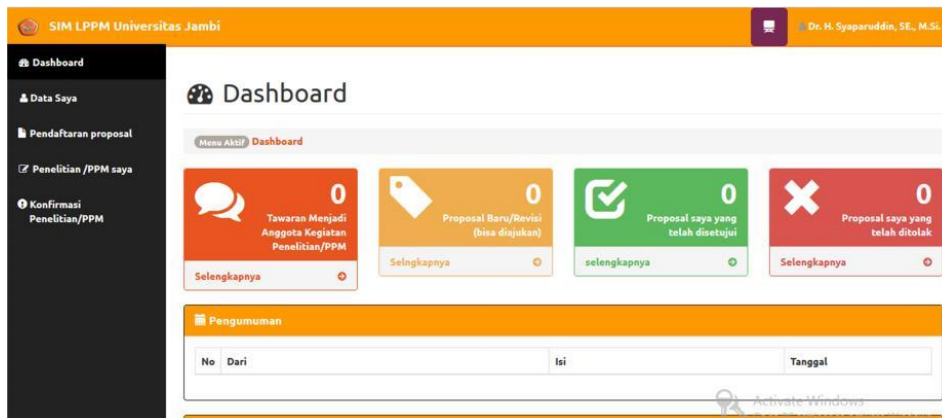 SIM LPPM Universitas Jambi
Dr. H. Syaparuddin, SE., M.Si.
Dashboard
Data Saya
Pendaftaran proposal
Penelitian /PPM saya
Konfirmasi
Penelitian/PPM
Dashboard
Menu Aktif Dashboard
0
Tawaran Menjadi
Anggota Kegiatan
Penelitian/PPM
Selengkapnya
0
Proposal Baru/Revisi
(bisa diajukan)
Selngkapnya
0
Proposal saya yang
telah disetujui
selengkapnya
0
Proposal saya yang
telah ditolak
Selengkapnya
Pengumuman
No Dari Isi Tanggal
Activate Windows